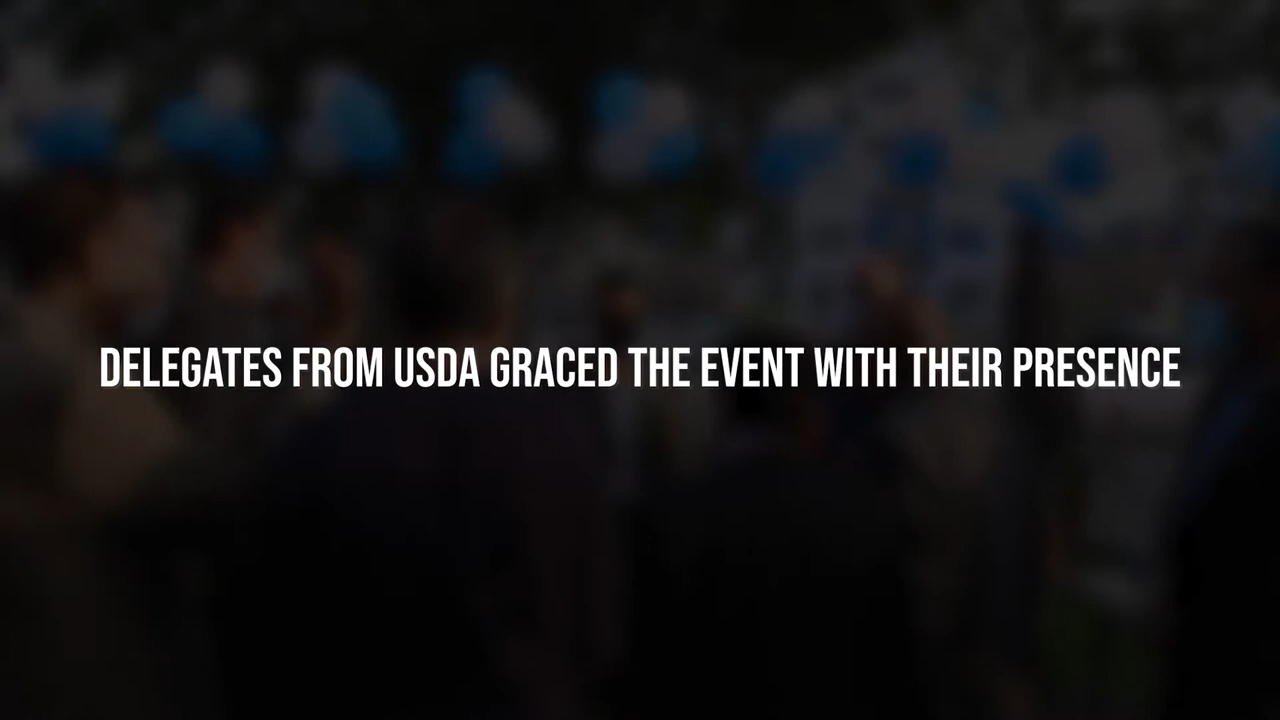 DELEGATES FROM USDA GRACED THE EVENT WITH THEIR PRESENCE